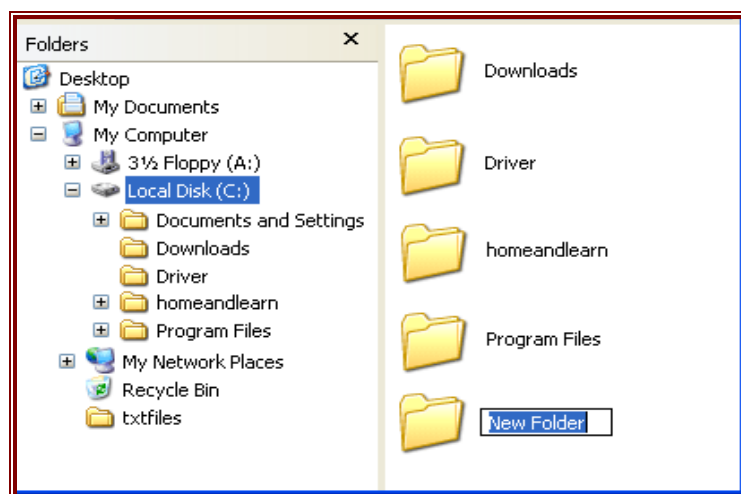 Folders
Desktop
My Documents
My Computer
3½ Floppy (A:)
Local Disk (C:)
Documents and Settings
Downloads
Driver
homeandlearn
Program Files
My Network Places
Recycle Bin
txtfiles
Downloads
Driver
homeandlearn
Program Files
New Folder